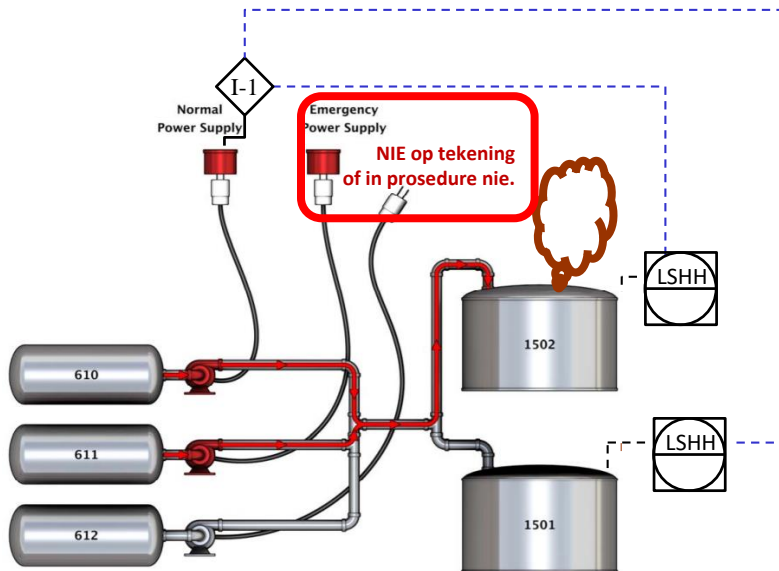 I-1
Normal
Power Supply
Emergency
Power Supply
NIE op tekening
of in prosedure nie.
LSHH
1502
610
611
LSHH
1501
612